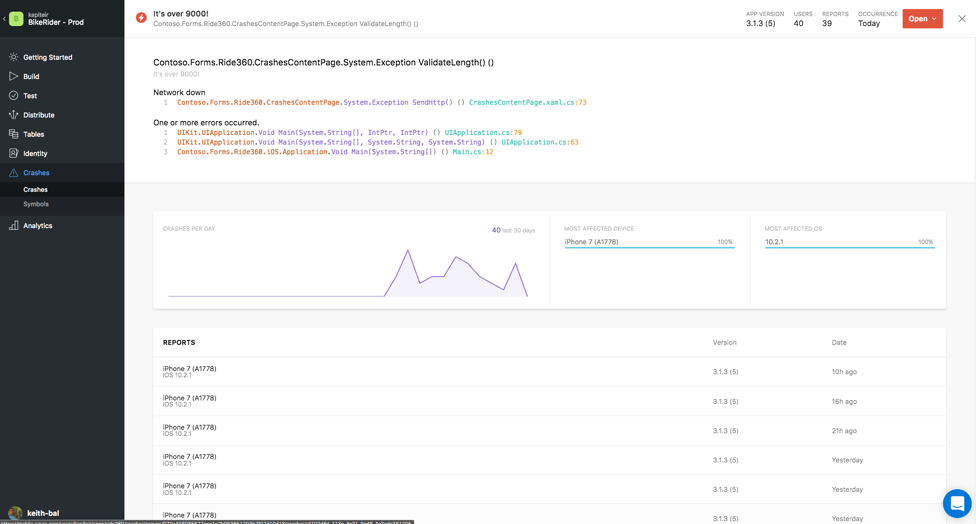 kapitelr
B
BikeRider - Prod
Getting Started
Build
Test
Distribute
Tables
Identity
Crashes
Crashes
Symbols
Analytics
keith-bal
It's over 9000!
Contoso.Forms.Ride360.CrashesContentPage.System.Exception ValidateLength() ()
APP VERSION USERS REPORTS OCCURRENCE
3.1.3 (5) 40 39 Today
Open
Contoso.Forms.Ride360.CrashesContentPage.System.Exception ValidateLength() ()
It's over 9000!
Network down
1 Contoso.Forms.Ride360.CrashesContentPage.System.Exception SendHttp() () CrashesContentPage.xaml.cs:73
One or more errors occurred.
1 UIKit.UIApplication.Void Main(System.String[], IntPtr, IntPtr) () UIApplication.cs:79
2 UIKit.UIApplication.Void Main(System.String[], System.String, System.String) () UIApplication.cs:63
3 Contoso.Forms.Ride360.iOS.Application.Void Main(System.String[]) () Main.cs:12
CRASHES PER DAY
40 last 30 days
MOST AFFECTED DEVICE
iPhone 7 (A1778) 100%
MOST AFFECTED OS
10.2.1 100%
REPORTS Version Date
iPhone 7 (A1778)
iOS 10.2.1
3.1.3 (5) 10h ago
iPhone 7 (A1778)
iOS 10.2.1
3.1.3 (5) 16h ago
iPhone 7 (A1778)
iOS 10.2.1
3.1.3 (5) 21h ago
iPhone 7 (A1778)
iOS 10.2.1
3.1.3 (5) Yesterday
iPhone 7 (A1778)
iOS 10.2.1
3.1.3 (5) Yesterday
iPhone 7 (A1778)
3.1.3 (5) Yesterday